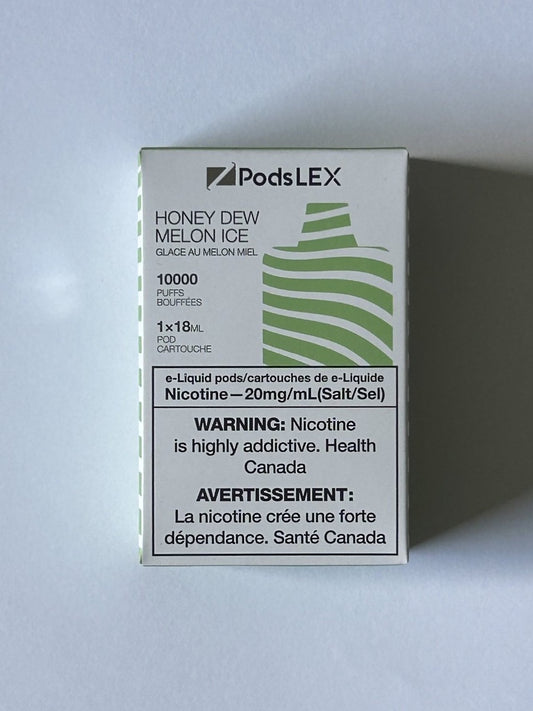 ZPodsLEX
HONEY DEW
MELON ICE
GLACE AU MELON MIEL
10000
PUFFS
BOUFFÉES
1×18ML
POD
CARTOUCHE
e-Liquid pods/cartouches de e-Liquide
Nicotine—20mg/mL(Salt/Sel)
WARNING: Nicotine
is highly addictive. Health
Canada
AVERTISSEMENT:
La nicotine crée une forte
dépendance. Santé Canada